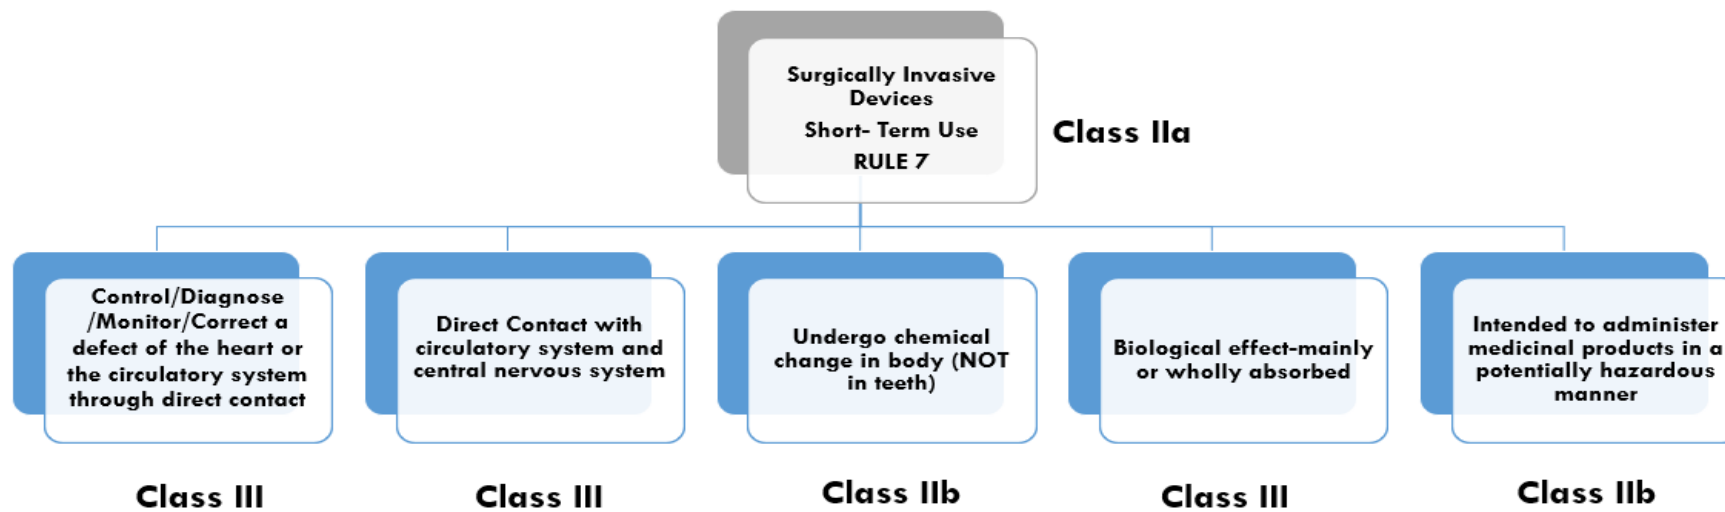 Surgically Invasive
Devices
Short- Term Use
RULE 7
Class IIa
Control/Diagnose
/Monitor/Correct a
defect of the heart or
the circulatory system
through direct contact
Direct Contact with
circulatory system and
central nervous system
Undergo chemical
change in body (NOT
in teeth)
Biological effect-mainly
or wholly absorbed
Intended to administer
medicinal products in a
potentially hazardous
manner
Class III
Class III
Class IIb
Class III
Class IIb